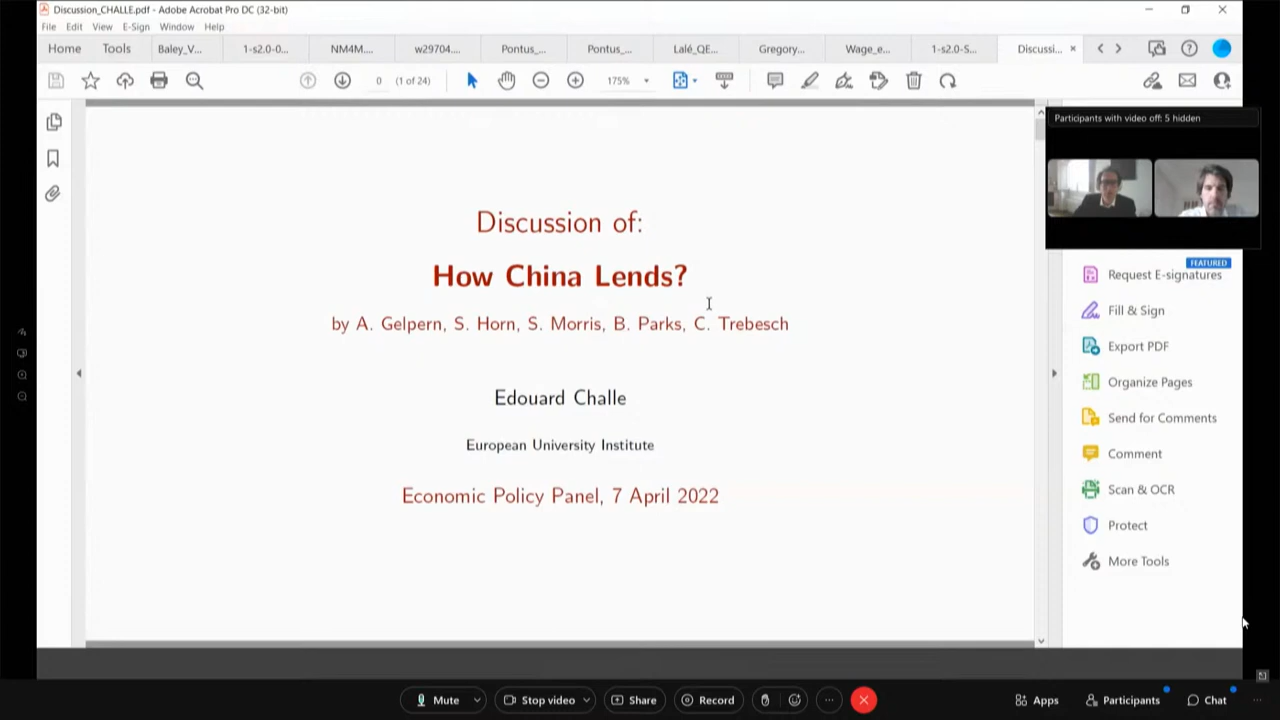 Discussion_CHALLE.pdf - Adobe Acrobat Pro DC (32-bit)
File Edit View E-Sign Window Help
Home Tools Baley_V... 1-s2.0-0... NM4M.... w29704.... Pontus_... Pontus_... Lalé_QE... Gregory... Wage_e... 1-s2.0-S... Discussi...
0 (1 of 24) 175%
Participants with video off: 5 hidden
Discussion of:
How China Lends?
by A. Gelpern, S. Horn, S. Morris, B. Parks, C. Trebesch
Edouard Challe
European University Institute
Economic Policy Panel, 7 April 2022
FEATURED
Request E-signatures
Fill & Sign
Export PDF
Organize Pages
Send for Comments
Comment
Scan & OCR
Protect
More Tools
Mute Stop video Share Record Apps Participants Chat